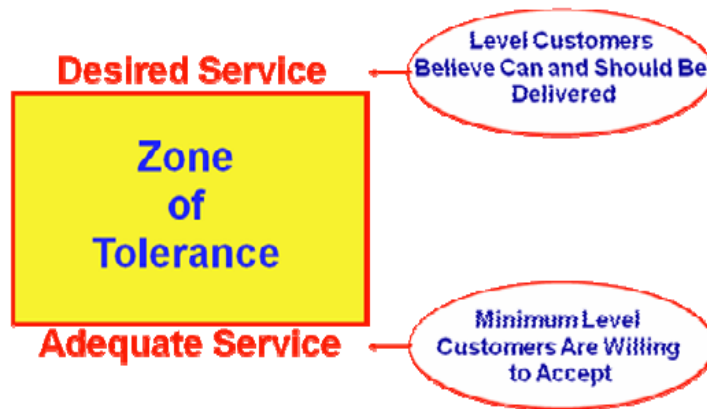 Desired Service
Level Customers
Believe Can and Should Be
Delivered
Zone
of
Tolerance
Adequate Service
Minimum Level
Customers Are Willing
to Accept